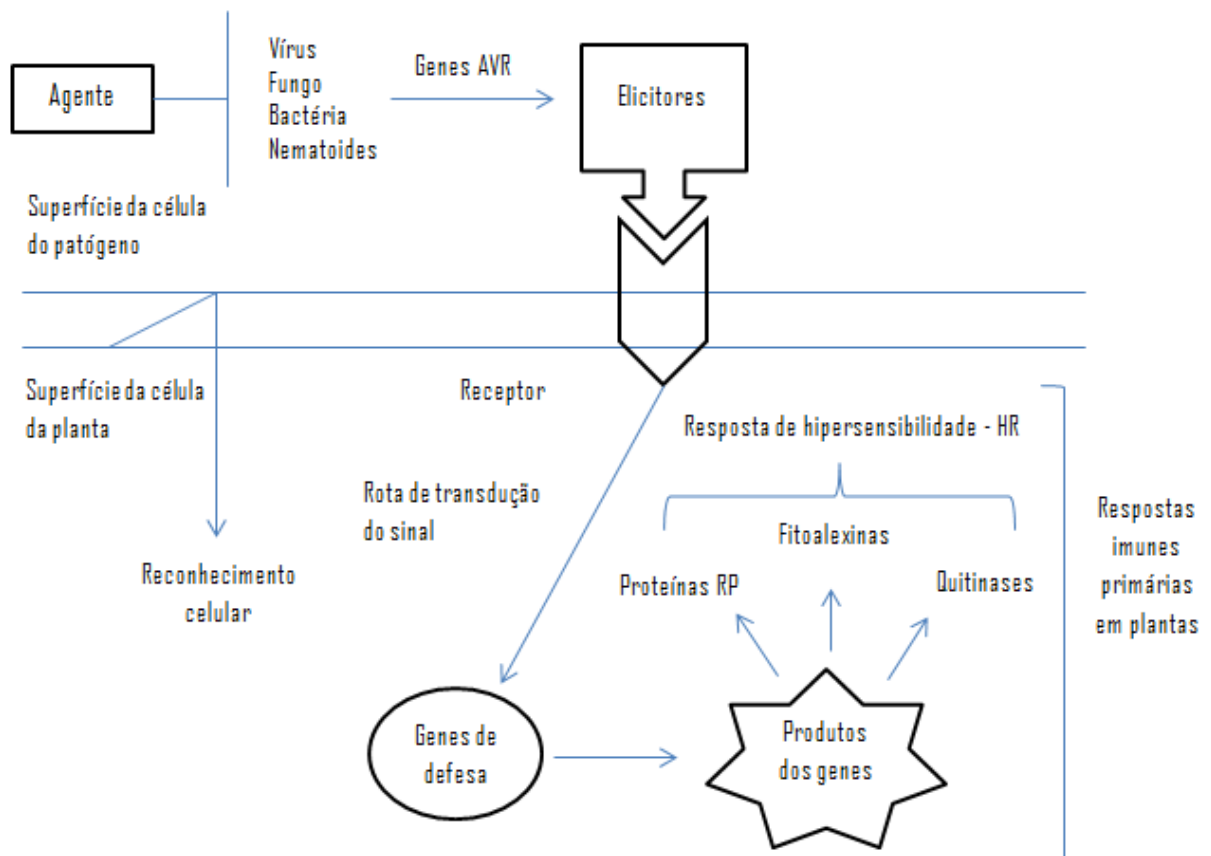 Agente
Vírus
Fungo
Bactéria
Nematoides
Genes AVR
Elicitores
Superfície da célula
do patógeno
Superfície da célula
da planta
Receptor
Resposta de hipersensibilidade - HR
Rota de transdução
do sinal
Fitoalexinas
Proteínas RP
Quitinases
Respostas
imunes
primárias
em plantas
Reconhecimento
celular
Genes de
defesa
Produtos
dos genes